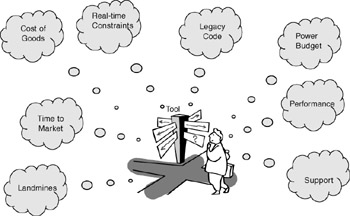 Cost of
Goods
Real-time
Constraints
Legacy
Code
Power
Budget
Time to
Market
Tool
Performance
Landmines
Support
?